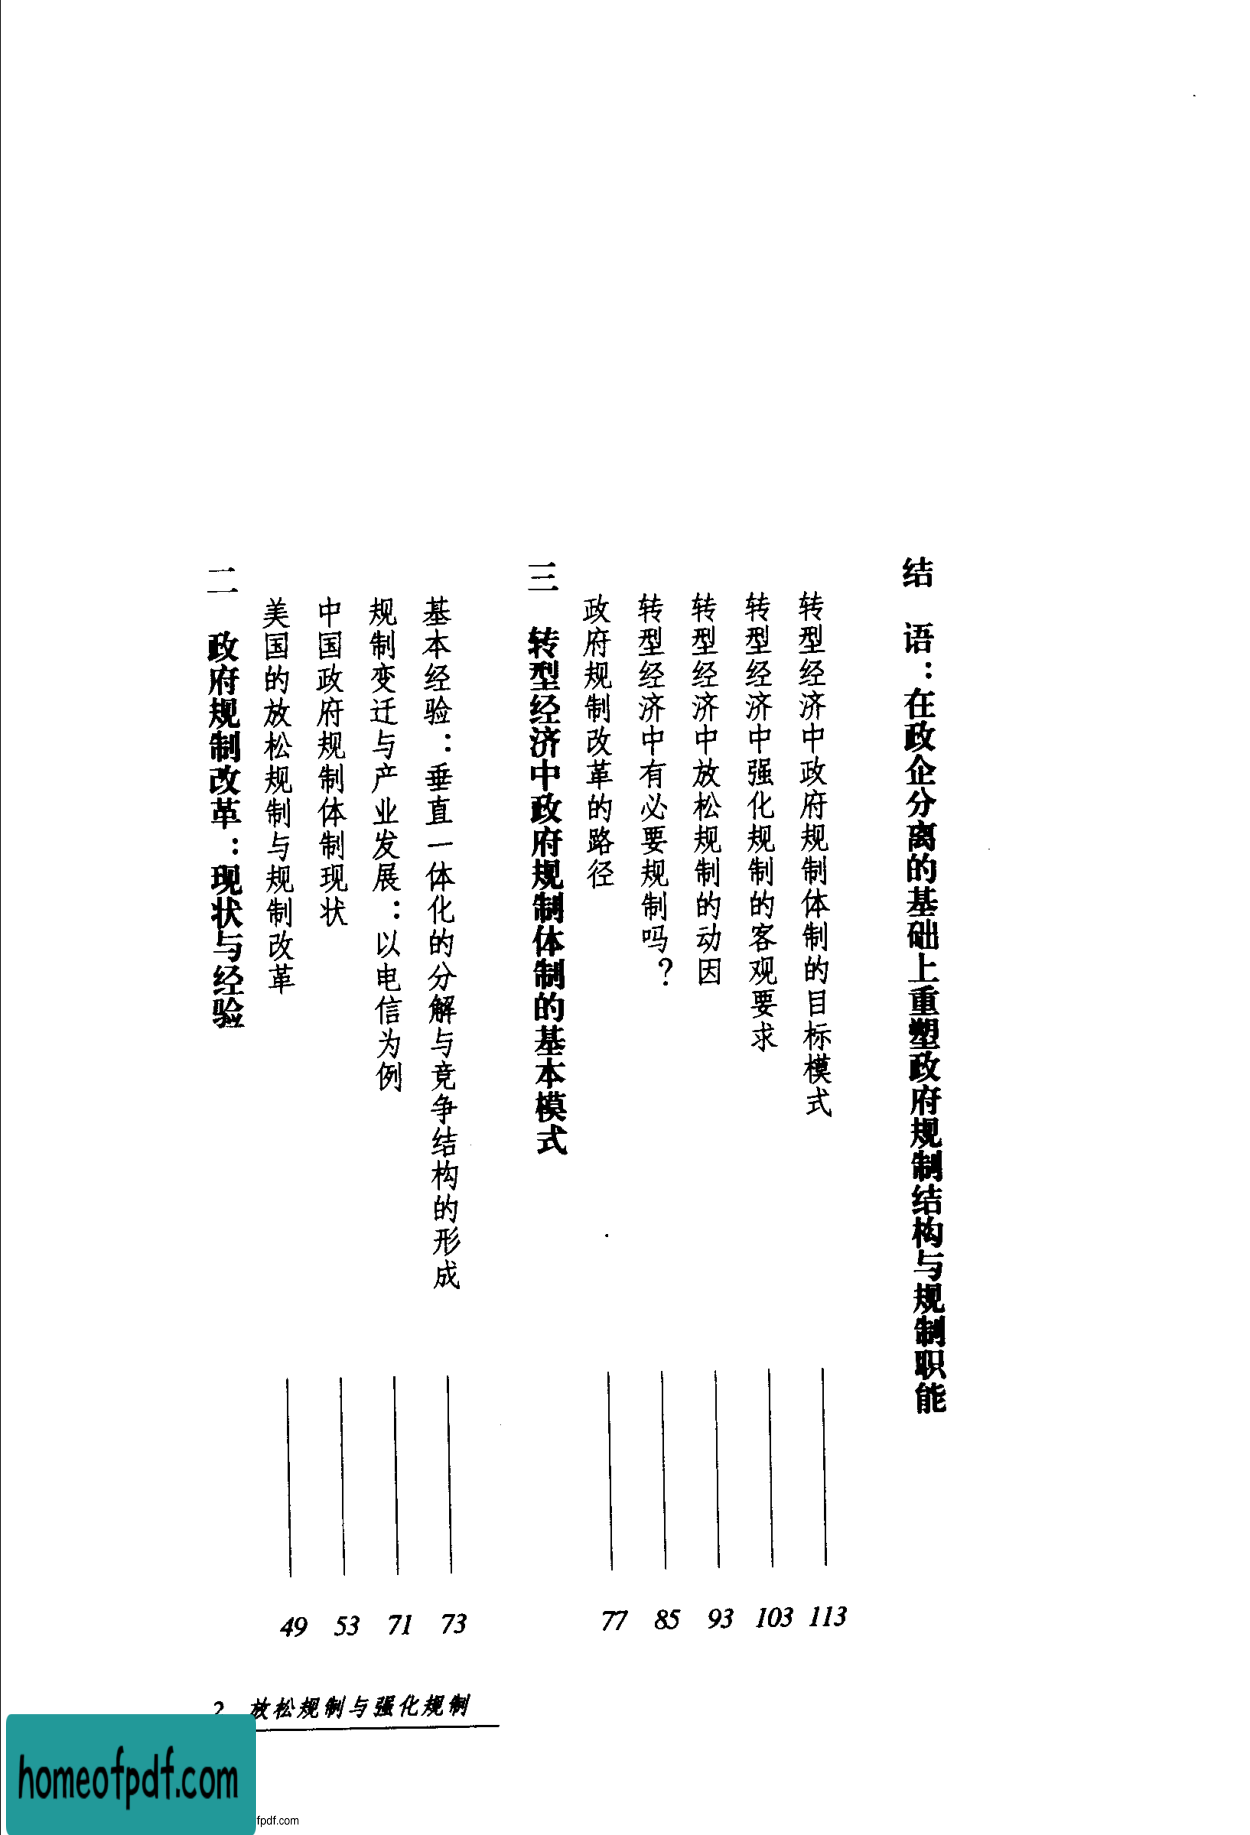 二 政府规制改革：现状与经验
美国的放松规制与规制改革 49
中国政府规制体制现状 53
规制变迁与产业发展：以电信为例 71
基本经验：垂直一体化的分解与竞争结构的形成 73
三 转型经济中政府规制体制的基本模式
政府规制改革的路径 77
转型经济中有必要规制吗？ 85
转型经济中放松规制的动因 93
转型经济中强化规制的客观要求 103
转型经济中政府规制体制的目标模式 113
结 语：在政企分离的基础上重塑政府规制结构与规制职能
2 放松规制与强化规制
homeofpdf.com
fpdf.com